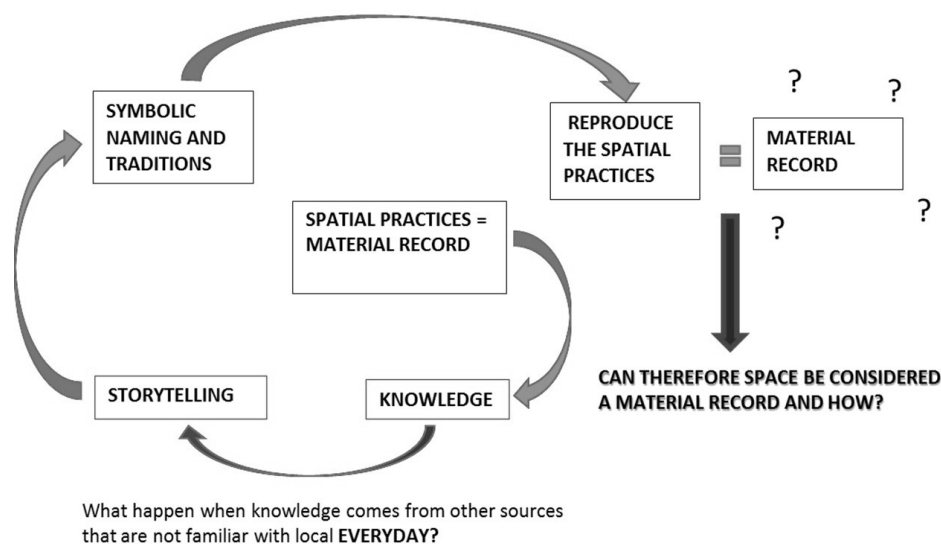 SYMBOLIC
NAMING AND
TRADITIONS
REPRODUCE
THE SPATIAL
PRACTICES
=
MATERIAL
RECORD
?
?
?
?
SPATIAL PRACTICES =
MATERIAL RECORD
STORYTELLING
KNOWLEDGE
CAN THEREFORE SPACE BE CONSIDERED
A MATERIAL RECORD AND HOW?
What happen when knowledge comes from other sources
that are not familiar with local EVERYDAY?